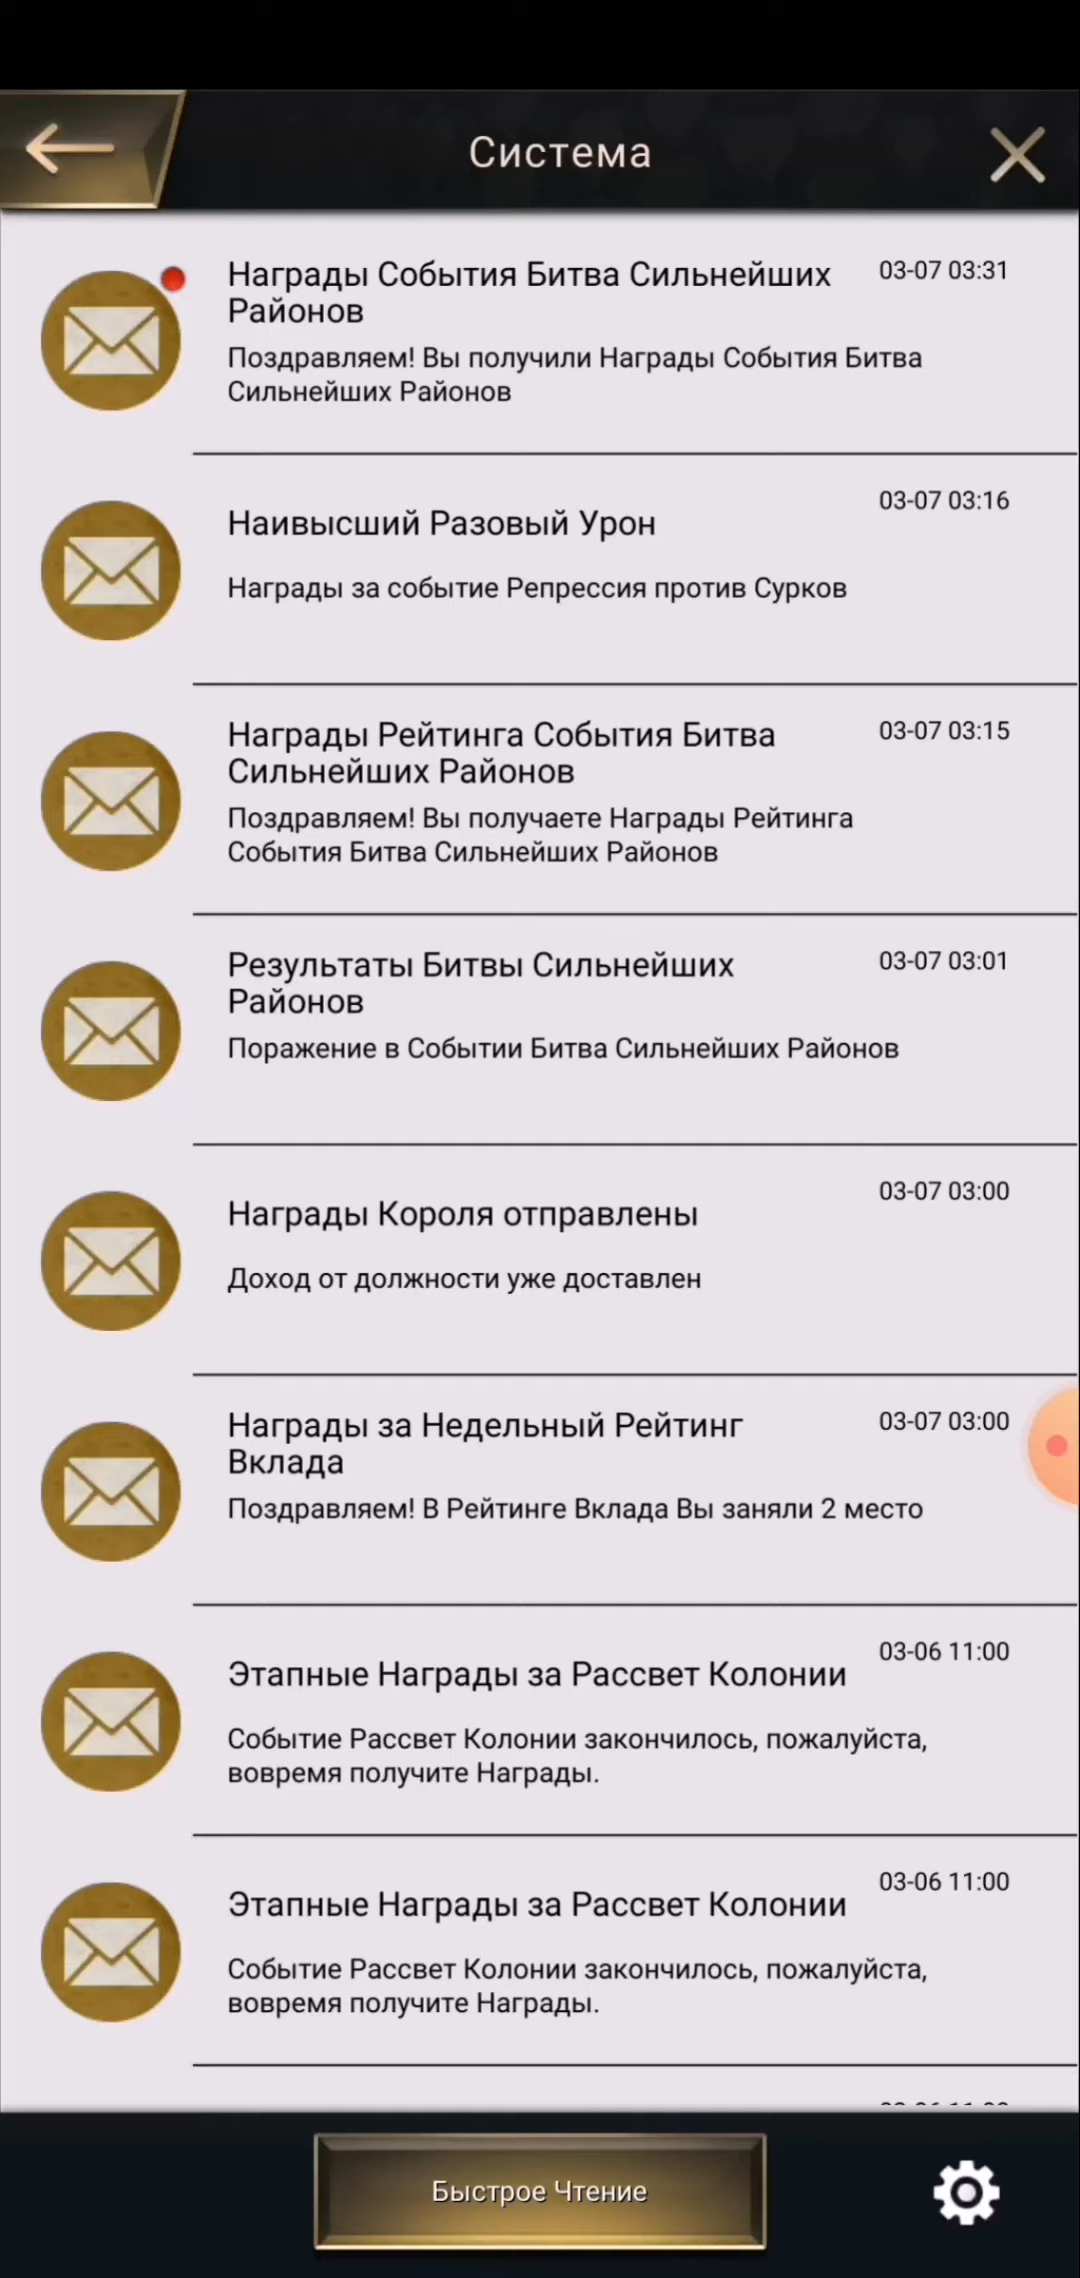 Система
Награды События Битва Сильнейших
Районов
03-07 03:31
Поздравляем! Вы получили Награды События Битва
Сильнейших Районов
03-07 03:16
Наивысший Разовый Урон
Награды за событие Репрессия против Сурков
Награды Рейтинга События Битва
Сильнейших Районов
03-07 03:15
Поздравляем! Вы получаете Награды Рейтинга
События Битва Сильнейших Районов
Результаты Битвы Сильнейших
Районов
03-07 03:01
Поражение в Событии Битва Сильнейших Районов
03-07 03:00
Награды Короля отправлены
Доход от должности уже доставлен
Награды за Недельный Рейтинг
Вклада
03-07 03:00
Поздравляем! В Рейтинге Вклада Вы заняли 2 место
03-06 11:00
Этапные Награды за Рассвет Колонии
Событие Рассвет Колонии закончилось, пожалуйста,
вовремя получите Награды.
03-06 11:00
Этапные Награды за Рассвет Колонии
Событие Рассвет Колонии закончилось, пожалуйста,
вовремя получите Награды.
Быстрое Чтение